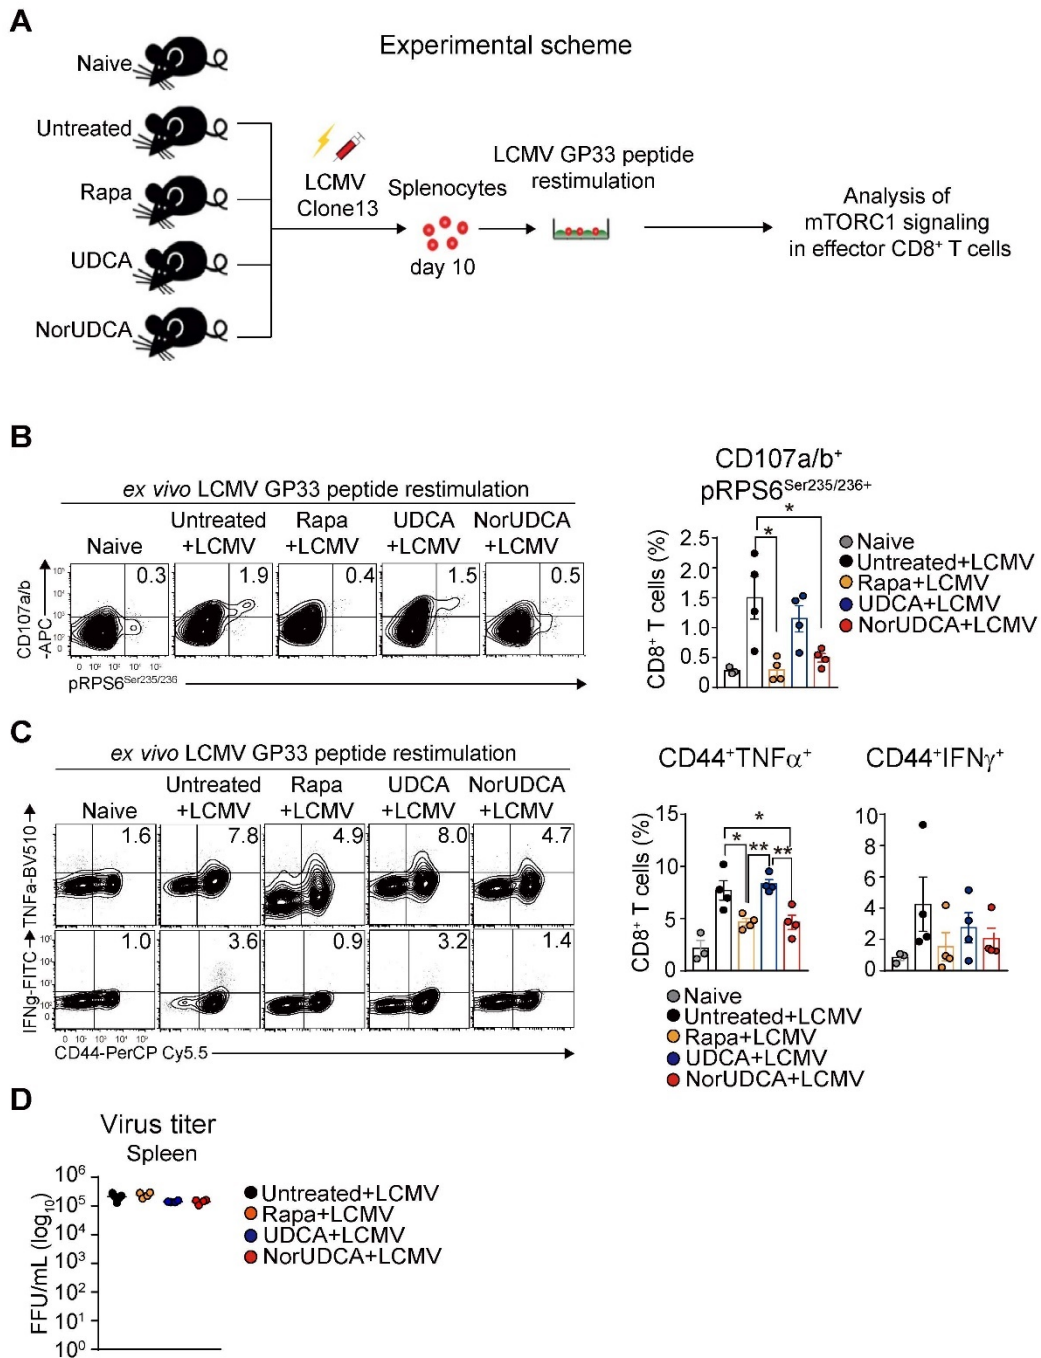 A
Experimental scheme
Naive
Untreated
Rapa
UDCA
NorUDCA
LCMV
Clone13
Splenocytes
day 10
LCMV GP33 peptide
restimulation
Analysis of
mTORC1 signaling
in effector CD8⁺ T cells
B
ex vivo LCMV GP33 peptide restimulation
Naive
Untreated
+LCMV
Rapa
+LCMV
UDCA
+LCMV
NorUDCA
+LCMV
0.3
1.9
0.4
1.5
0.5
CD107a/b
-APC
pRPS6Ser235/236
CD107a/b⁺
pRPS6Ser235/236+
CD8⁺ T cells (%)
2.5
2.0
1.5
1.0
0.5
0
*
*
Naive
Untreated+LCMV
Rapa+LCMV
UDCA+LCMV
NorUDCA+LCMV
C
ex vivo LCMV GP33 peptide restimulation
Naive
Untreated
+LCMV
Rapa
+LCMV
UDCA
+LCMV
NorUDCA
+LCMV
1.6
7.8
4.9
8.0
4.7
1.0
3.6
0.9
3.2
1.4
TNFa-BV510
IFNg-FITC
CD44-PerCP Cy5.5
CD44⁺TNFα⁺
CD8⁺ T cells (%)
15
10
5
0
*
*
**
**
CD44⁺IFNγ⁺
10
8
6
4
2
0
Naive
Untreated+LCMV
Rapa+LCMV
UDCA+LCMV
NorUDCA+LCMV
D
Virus titer
Spleen
FFU/mL (log₁₀)
10⁶
10⁵
10⁴
10³
10²
10¹
10⁰
Untreated+LCMV
Rapa+LCMV
UDCA+LCMV
NorUDCA+LCMV